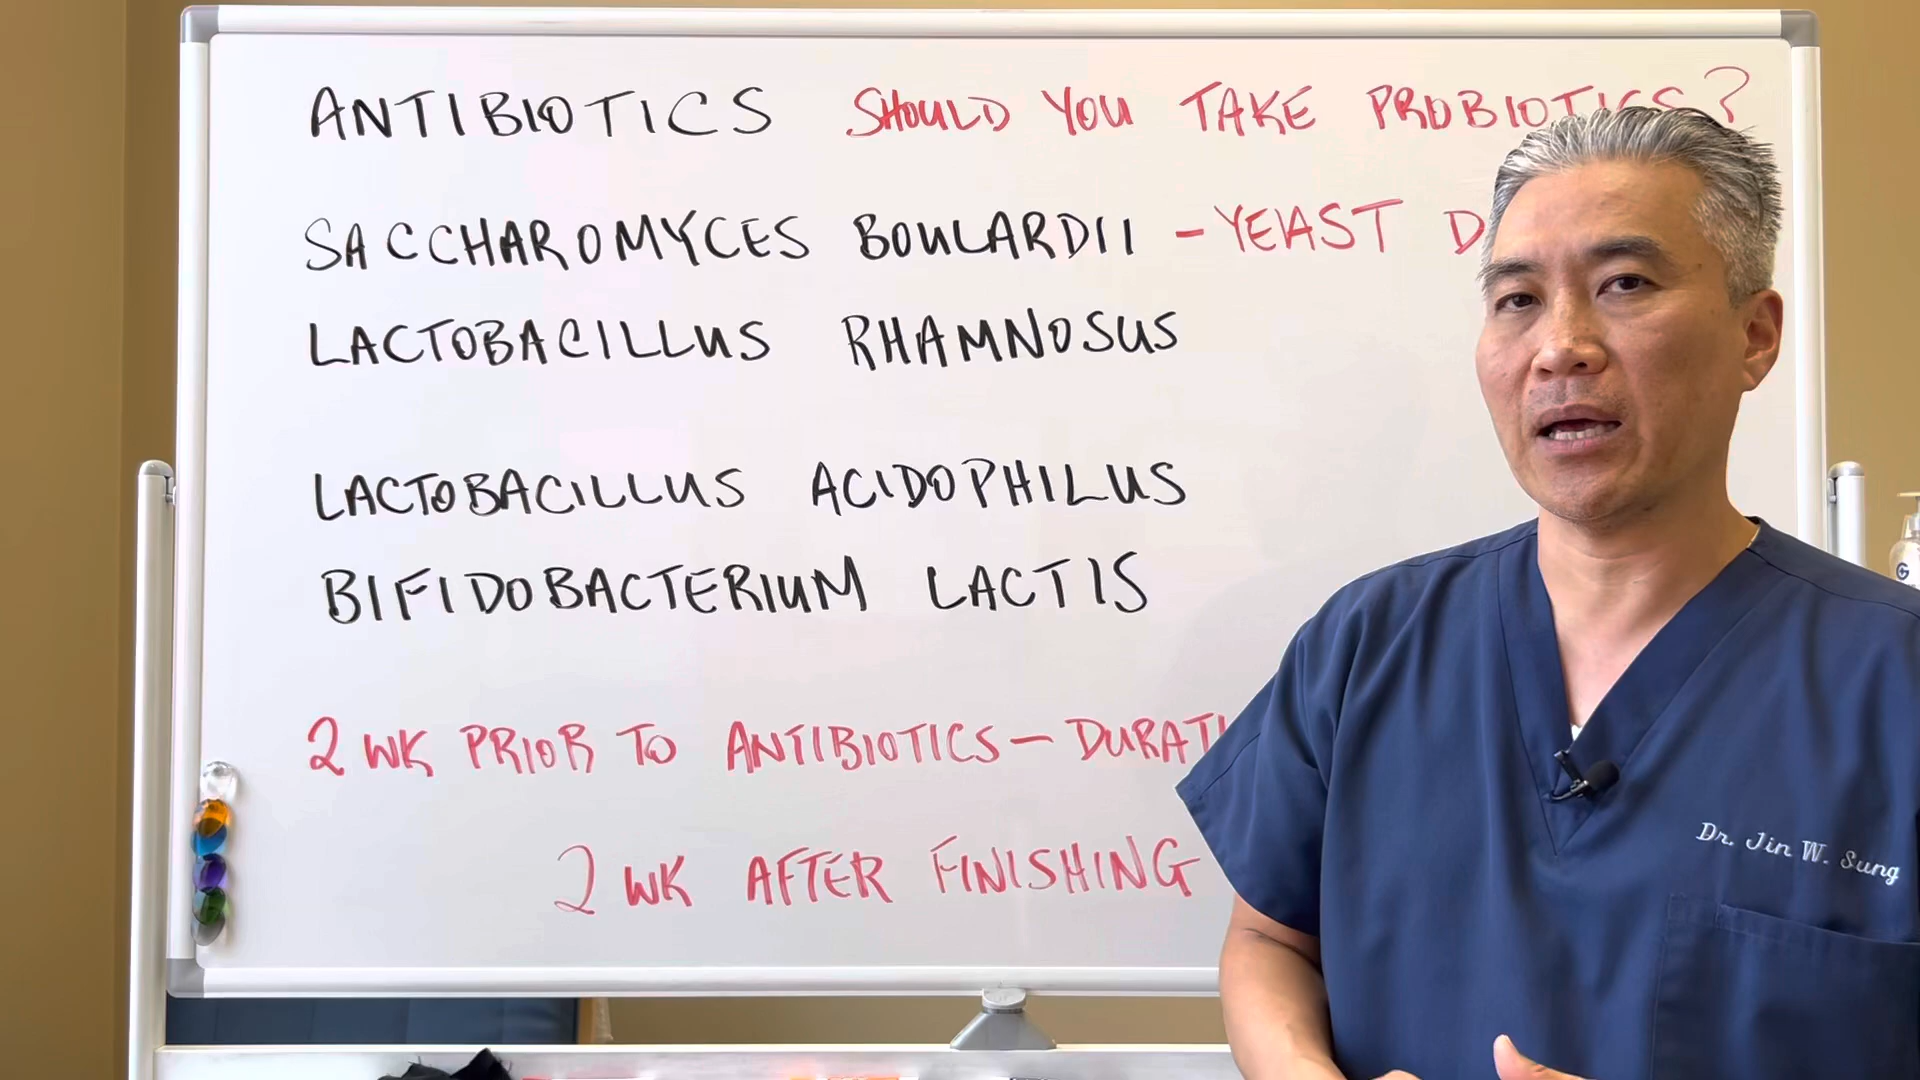 ANTIBIOTICS SHOULD YOU TAKE PROBIOTICS?
SACCHAROMYCES BOULARDII - YEAST D
LACTOBACILLUS RHAMNOSUS
LACTOBACILLUS ACIDOPHILUS
BIFIDOBACTERIUM LACTIS
2 WK PRIOR TO ANTIBIOTICS - DURATI
2 WK AFTER FINISHING
Dr. Jin W. Sung